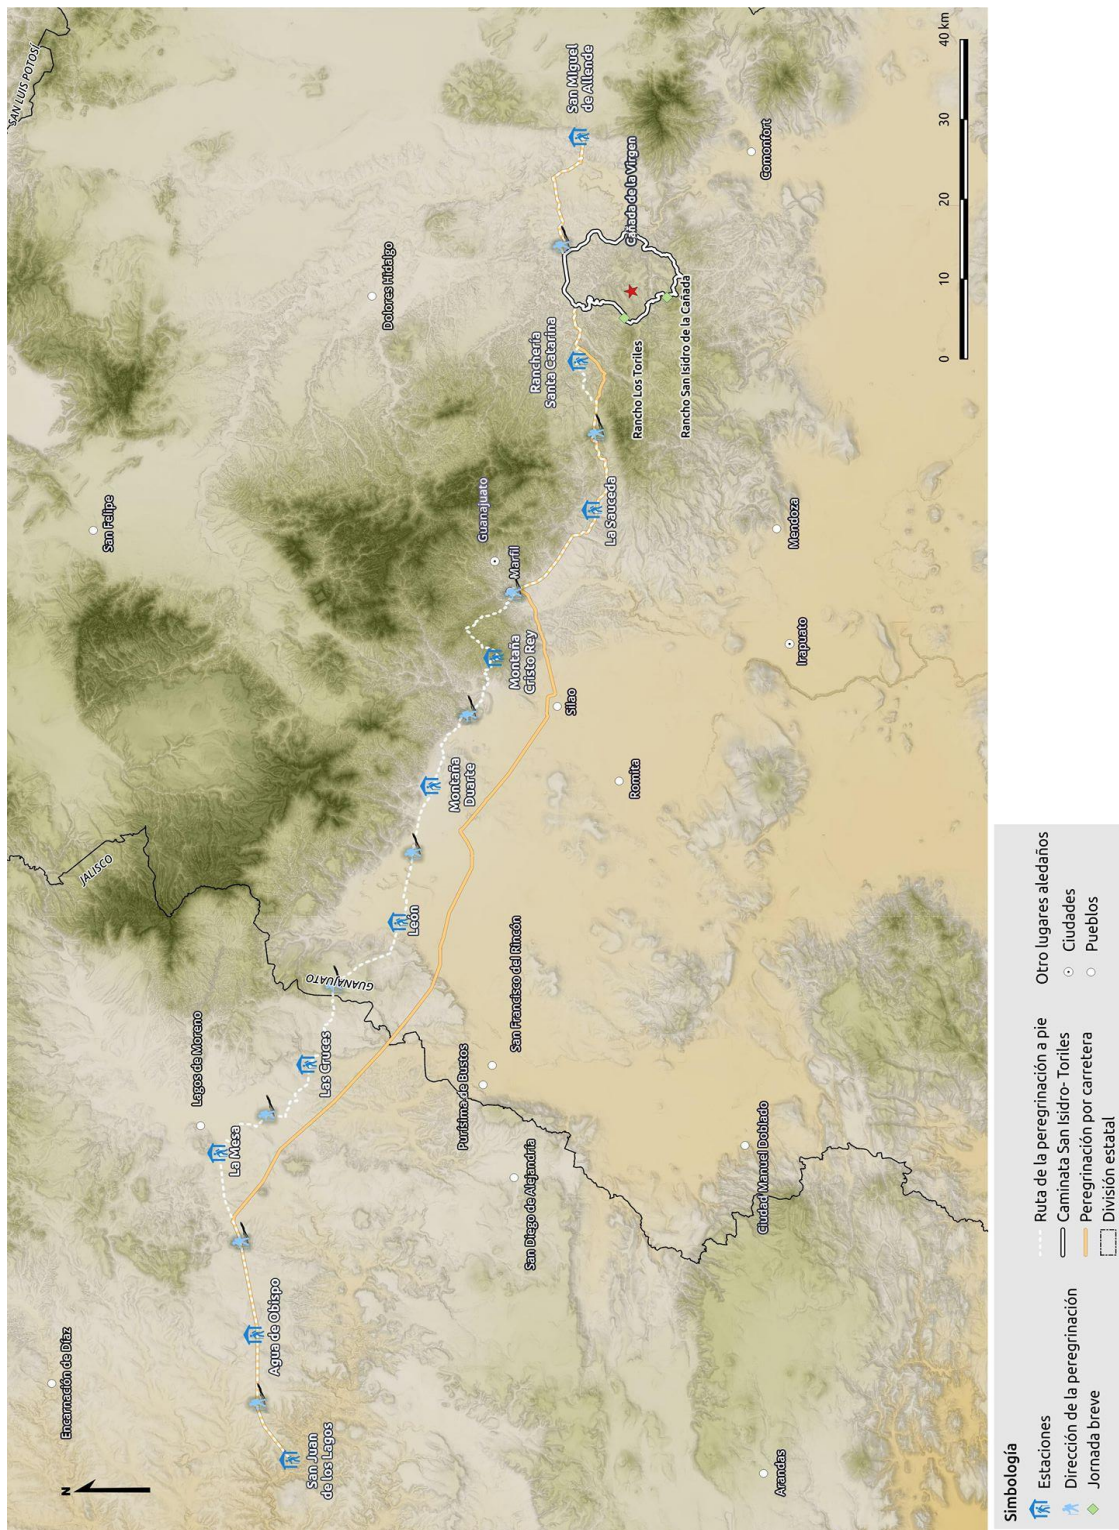 SAN LUIS POTOSÍ
JALISCO
GUANAJUATO
N
Encarnación de Díaz
San Juan
de los Lagos
Agua de Obispo
La Mesa
Lagos de Moreno
Las Cruces
León
Montaña
Duarte
Montaña
Cristo Rey
Marfil
Guanajuato
San Felipe
Dolores Hidalgo
La Sauceda
Ranchería
Santa Catarina
San Miguel
de Allende
Cañada de la Virgen
Rancho Los Toriles
Rancho San Isidro de la Cañada
Comonfort
Silao
Romita
Irapuato
Mendoza
Purísima de Bustos
San Francisco del Rincón
San Diego de Alejandría
Ciudad Manuel Doblado
Arandas
0
10
20
30
40 km
Simbología
Estaciones
Dirección de la peregrinación
Jornada breve
Ruta de la peregrinación a pie
Caminata San Isidro- Toriles
Peregrinación por carretera
División estatal
Otro lugares aledaños
Ciudades
Pueblos